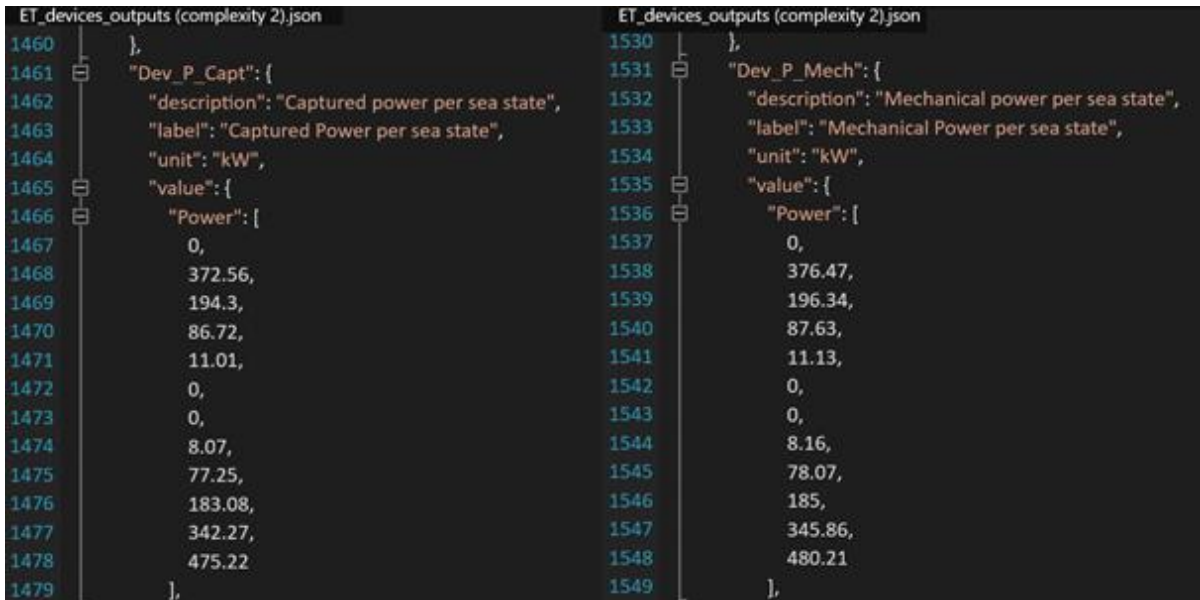 ET_devices_outputs (complexity 2).json
1460 },
1461 "Dev_P_Capt": {
1462 "description": "Captured power per sea state",
1463 "label": "Captured Power per sea state",
1464 "unit": "kW",
1465 "value": {
1466 "Power": [
1467 0,
1468 372.56,
1469 194.3,
1470 86.72,
1471 11.01,
1472 0,
1473 0,
1474 8.07,
1475 77.25,
1476 183.08,
1477 342.27,
1478 475.22
1479 ],
ET_devices_outputs (complexity 2).json
1530 },
1531 "Dev_P_Mech": {
1532 "description": "Mechanical power per sea state",
1533 "label": "Mechanical Power per sea state",
1534 "unit": "kW",
1535 "value": {
1536 "Power": [
1537 0,
1538 376.47,
1539 196.34,
1540 87.63,
1541 11.13,
1542 0,
1543 0,
1544 8.16,
1545 78.07,
1546 185,
1547 345.86,
1548 480.21
1549 ],